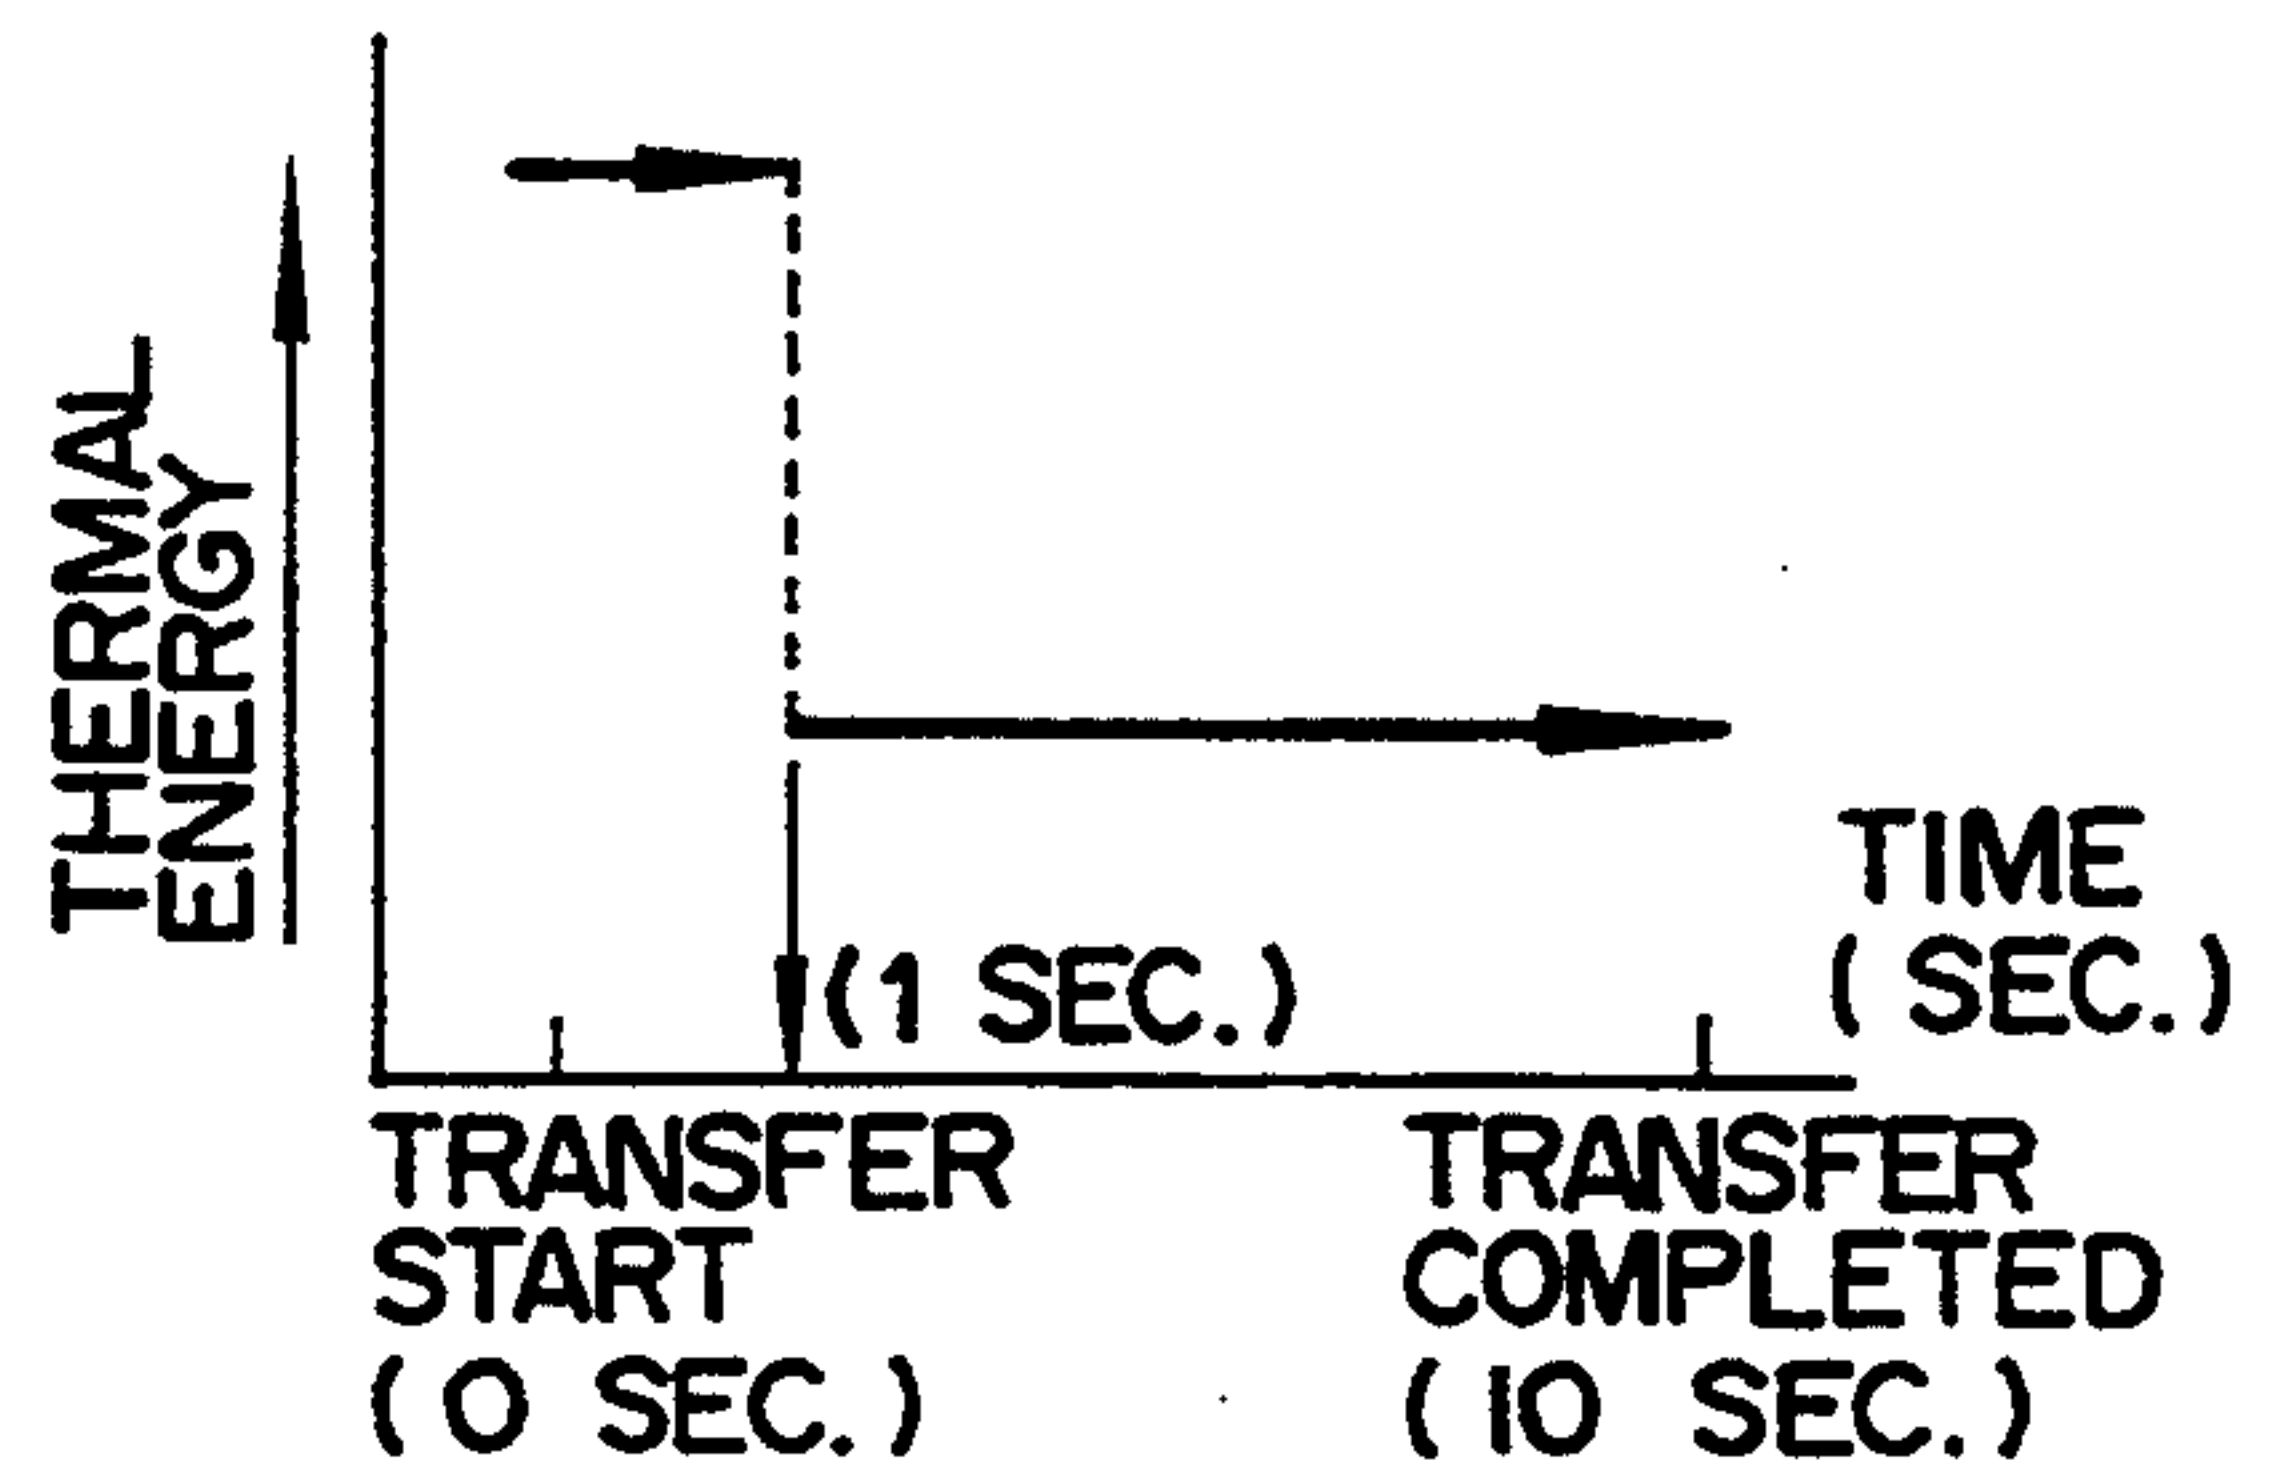 THERMAL
ENERGY
(1 SEC.)
TIME
(SEC.)
TRANSFER
START
(0 SEC.)
TRANSFER
COMPLETED
(10 SEC.)